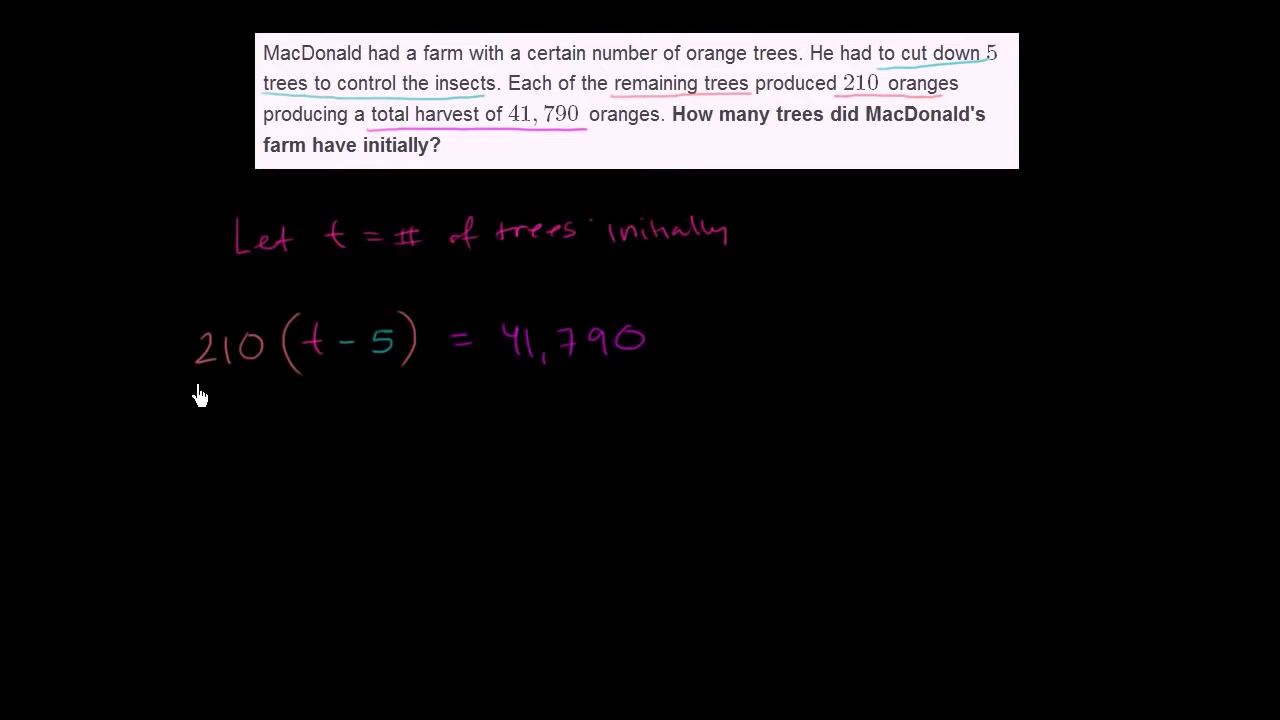 MacDonald had a farm with a certain number of orange trees. He had to cut down 5
trees to control the insects. Each of the remaining trees produced 210 oranges
producing a total harvest of 41, 790 oranges. How many trees did MacDonald's
farm have initially?
Let t = # of trees initially
210 (t - 5) = 41,790